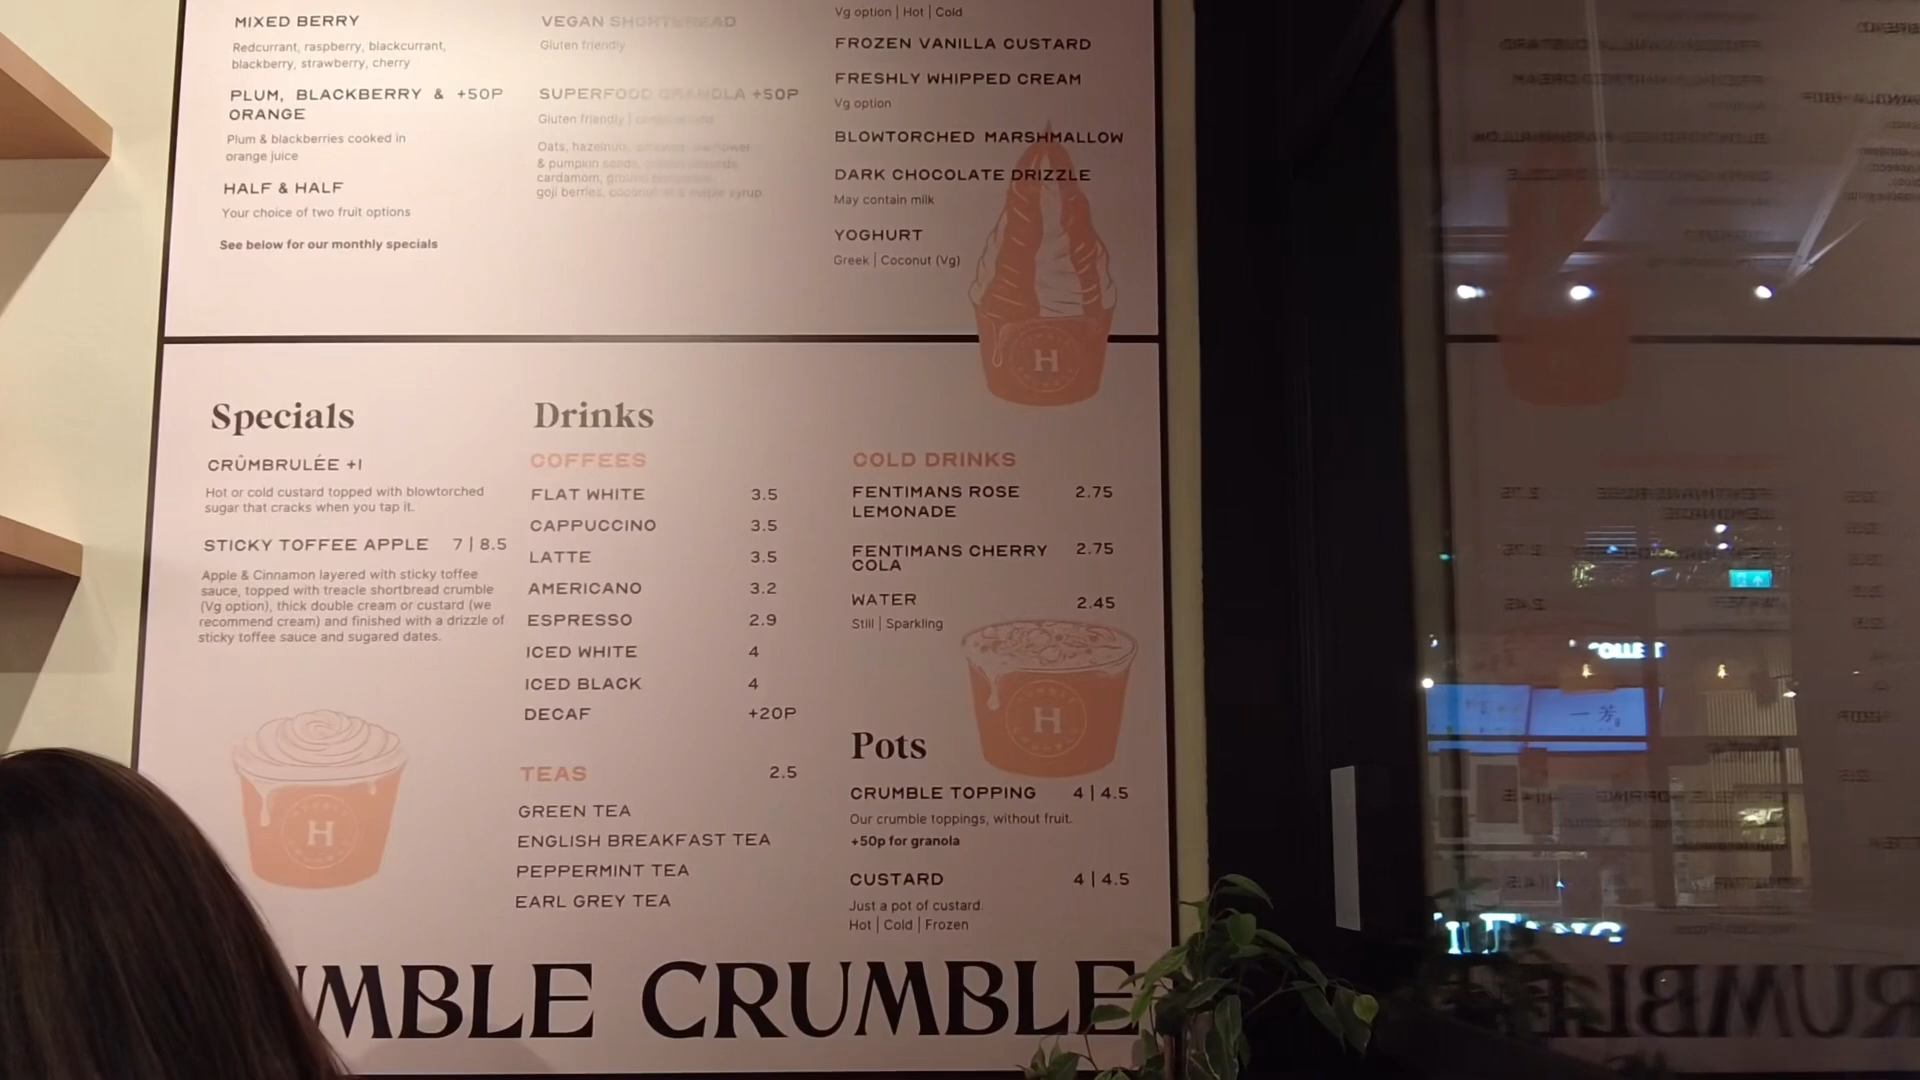 MIXED BERRY
Redcurrant, raspberry, blackcurrant,
blackberry, strawberry, cherry
PLUM, BLACKBERRY & +50P
ORANGE
Plum & blackberries cooked in
orange juice
HALF & HALF
Your choice of two fruit options
See below for our monthly specials
VEGAN SHORTBREAD
Gluten friendly
SUPERFOOD GRANOLA +50P
Gluten friendly |
Oats, hazelnuts,
& pumpkin seeds,
cardamom,
goji berries, maple syrup
Vg option | Hot | Cold
FROZEN VANILLA CUSTARD
FRESHLY WHIPPED CREAM
Vg option
BLOWTORCHED MARSHMALLOW
DARK CHOCOLATE DRIZZLE
May contain milk
YOGHURT
Greek | Coconut (Vg)
H
Specials
CRÛMBRULÉE +1
Hot or cold custard topped with blowtorched
sugar that cracks when you tap it.
STICKY TOFFEE APPLE 7 | 8.5
Apple & Cinnamon layered with sticky toffee
sauce, topped with treacle shortbread crumble
(Vg option), thick double cream or custard (we
recommend cream) and finished with a drizzle of
sticky toffee sauce and sugared dates.
H
Drinks
COFFEES
FLAT WHITE 3.5
CAPPUCCINO 3.5
LATTE 3.5
AMERICANO 3.2
ESPRESSO 2.9
ICED WHITE 4
ICED BLACK 4
DECAF +20P
TEAS 2.5
GREEN TEA
ENGLISH BREAKFAST TEA
PEPPERMINT TEA
EARL GREY TEA
COLD DRINKS
FENTIMANS ROSE 2.75
LEMONADE
FENTIMANS CHERRY 2.75
COLA
WATER 2.45
Still | Sparkling
H
Pots
CRUMBLE TOPPING 4 | 4.5
Our crumble toppings, without fruit.
+50p for granola
CUSTARD 4 | 4.5
Just a pot of custard.
Hot | Cold | Frozen
UMBLE CRUMBLE
一芳